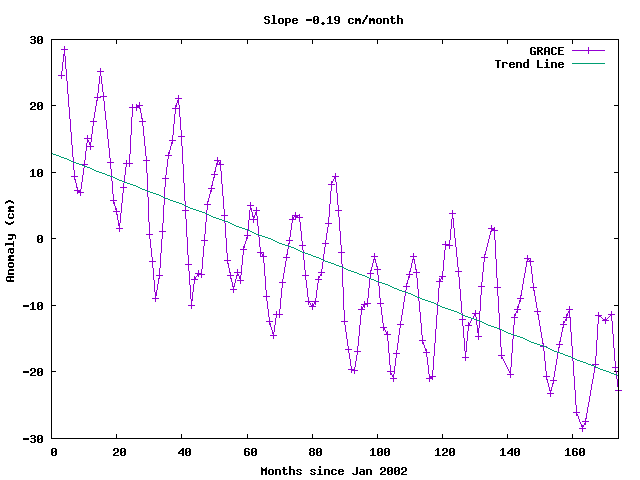 Slope -0.19 cm/month
GRACE
Trend Line
30
20
10
0
-10
-20
-30
Anomaly (cm)
0 20 40 60 80 100 120 140 160
Months since Jan 2002